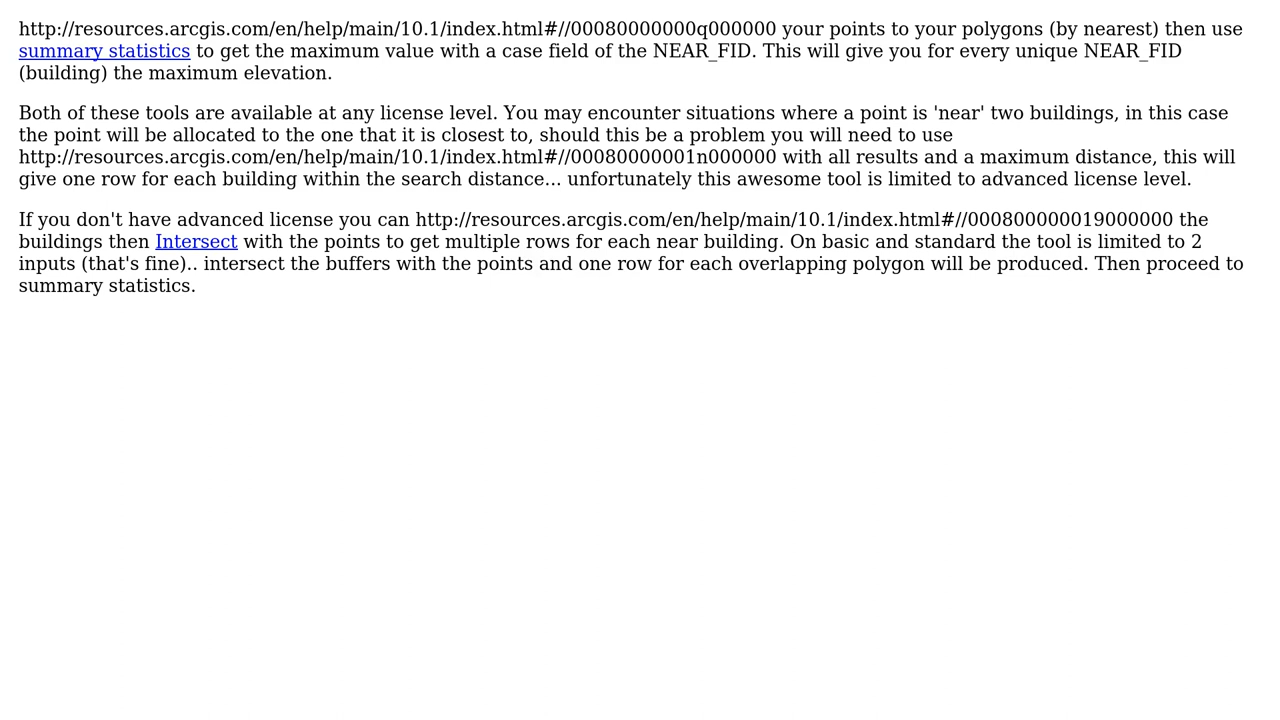 http://resources.arcgis.com/en/help/main/10.1/index.html#//00080000000q000000 your points to your polygons (by nearest) then use
summary statistics to get the maximum value with a case field of the NEAR_FID. This will give you for every unique NEAR_FID
(building) the maximum elevation.
Both of these tools are available at any license level. You may encounter situations where a point is 'near' two buildings, in this case
the point will be allocated to the one that it is closest to, should this be a problem you will need to use
http://resources.arcgis.com/en/help/main/10.1/index.html#//00080000001n000000 with all results and a maximum distance, this will
give one row for each building within the search distance... unfortunately this awesome tool is limited to advanced license level.
If you don't have advanced license you can http://resources.arcgis.com/en/help/main/10.1/index.html#//000800000019000000 the
buildings then Intersect with the points to get multiple rows for each near building. On basic and standard the tool is limited to 2
inputs (that's fine).. intersect the buffers with the points and one row for each overlapping polygon will be produced. Then proceed to
summary statistics.